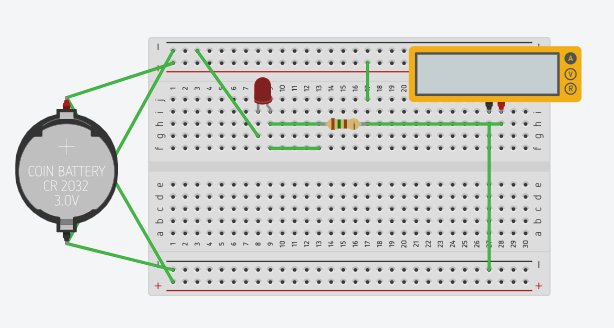 A
V
R
1 2 3 4 5 6 7 8 9 10 11 12 13 14 15 16 17 18 19 20
j
i i
h h
g g
f f
COIN BATTERY
CR 2032
3.0V
+
e e
d d
c c
b b
a a
1 2 3 4 5 6 7 8 9 10 11 12 13 14 15 16 17 18 19 20 21 22 23 24 25 26 27 28 29 30
+ +